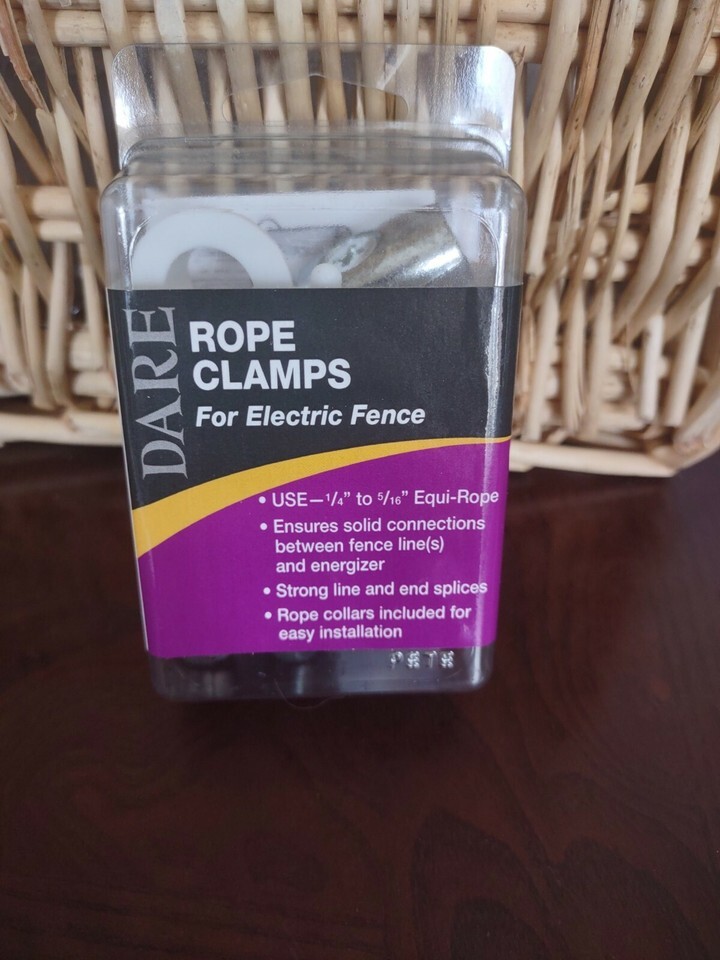 DARE
ROPE
CLAMPS
For Electric Fence
• USE—1/4” to 5/16” Equi-Rope
• Ensures solid connections
between fence line(s)
and energizer
• Strong line and end splices
• Rope collars included for
easy installation